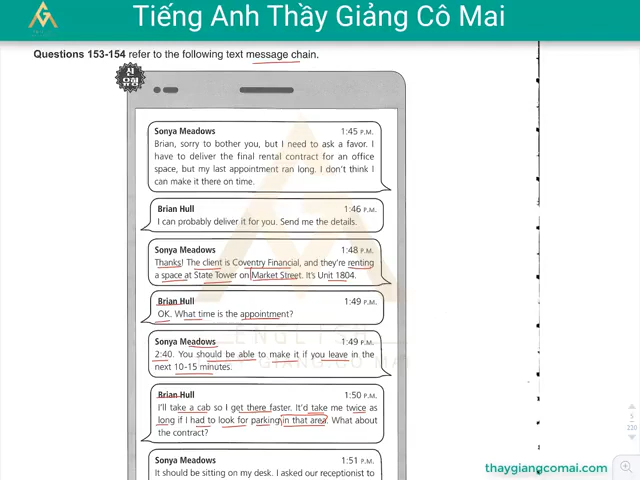 Tiếng Anh Thầy Giảng Cô Mai
Questions 153-154 refer to the following text message chain.
신
유형
Sonya Meadows 1:45 P.M.
Brian, sorry to bother you, but I need to ask a favor. I
have to deliver the final rental contract for an office
space, but my last appointment ran long. I don't think I
can make it there on time.
Brian Hull 1:46 P.M.
I can probably deliver it for you. Send me the details.
Sonya Meadows 1:48 P.M.
Thanks! The client is Coventry Financial, and they're renting
a space at State Tower on Market Street. It's Unit 1804.
Brian Hull 1:49 P.M.
OK. What time is the appointment?
Sonya Meadows 1:49 P.M.
2:40. You should be able to make it if you leave in the
next 10-15 minutes.
Brian Hull 1:50 P.M.
I'll take a cab so I get there faster. It'd take me twice as
long if I had to look for parking in that area. What about
the contract?
Sonya Meadows 1:51 P.M.
It should be sitting on my desk. I asked our receptionist to
ENGLISH
GIANG.CO MAI
5
220
thaygiangcomai.com